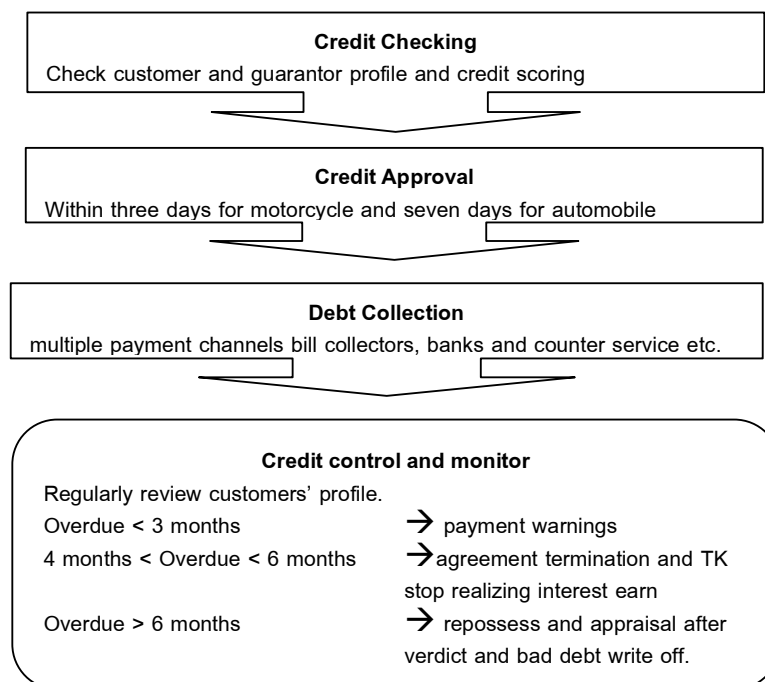 Credit Checking
Check customer and guarantor profile and credit scoring
Credit Approval
Within three days for motorcycle and seven days for automobile
Debt Collection
multiple payment channels bill collectors, banks and counter service etc.
Credit control and monitor
Regularly review customers’ profile.
Overdue < 3 months → payment warnings
4 months < Overdue < 6 months →agreement termination and TK
stop realizing interest earn
Overdue > 6 months → repossess and appraisal after
verdict and bad debt write off.